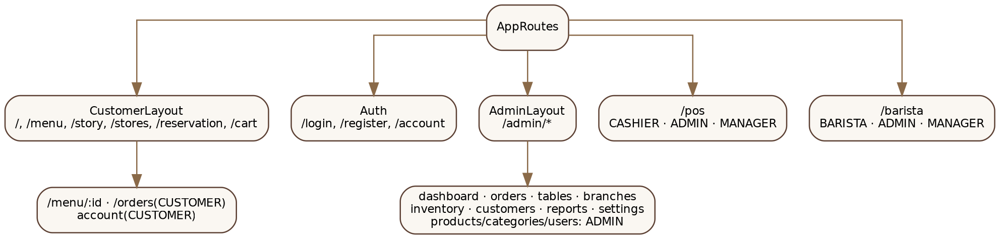 AppRoutes
CustomerLayout
/, /menu, /story, /stores, /reservation, /cart
Auth
/login, /register, /account
AdminLayout
/admin/*
/pos
CASHIER · ADMIN · MANAGER
/barista
BARISTA · ADMIN · MANAGER
/menu/:id · /orders(CUSTOMER)
account(CUSTOMER)
dashboard · orders · tables · branches
inventory · customers · reports · settings
products/categories/users: ADMIN